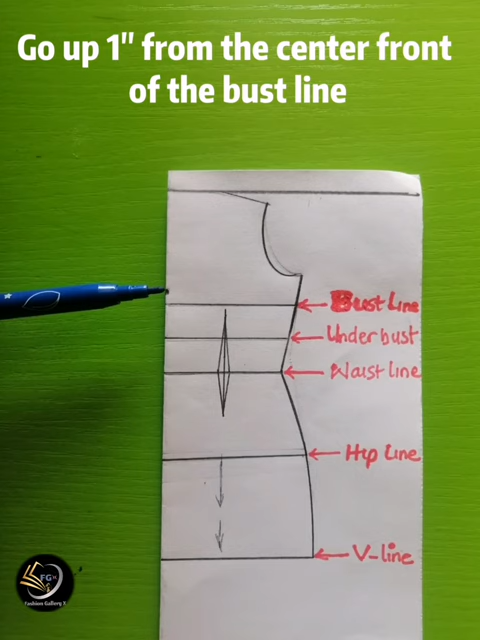 Go up 1" from the center front
of the bust line
Bust Line
Underbust
Waist line
Hip Line
V-line
FG
Fashion Gallery